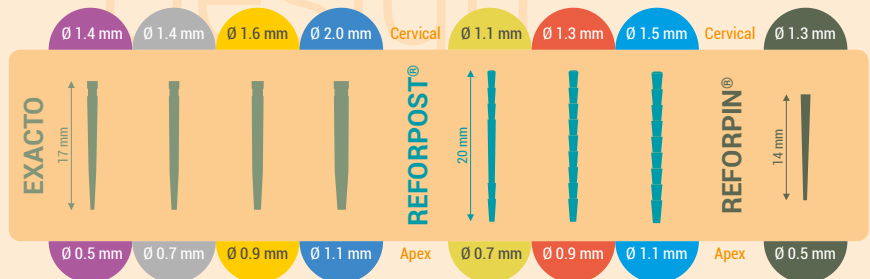 Design
Ø 1.4 mm Ø 1.4 mm Ø 1.6 mm Ø 2.0 mm Cervical Ø 1.1 mm Ø 1.3 mm Ø 1.5 mm Cervical Ø 1.3 mm
EXACTO
17 mm
REFORPOST®
20 mm
REFORPIN®
14 mm
Ø 0.5 mm Ø 0.7 mm Ø 0.9 mm Ø 1.1 mm Apex Ø 0.7 mm Ø 0.9 mm Ø 1.1 mm Apex Ø 0.5 mm